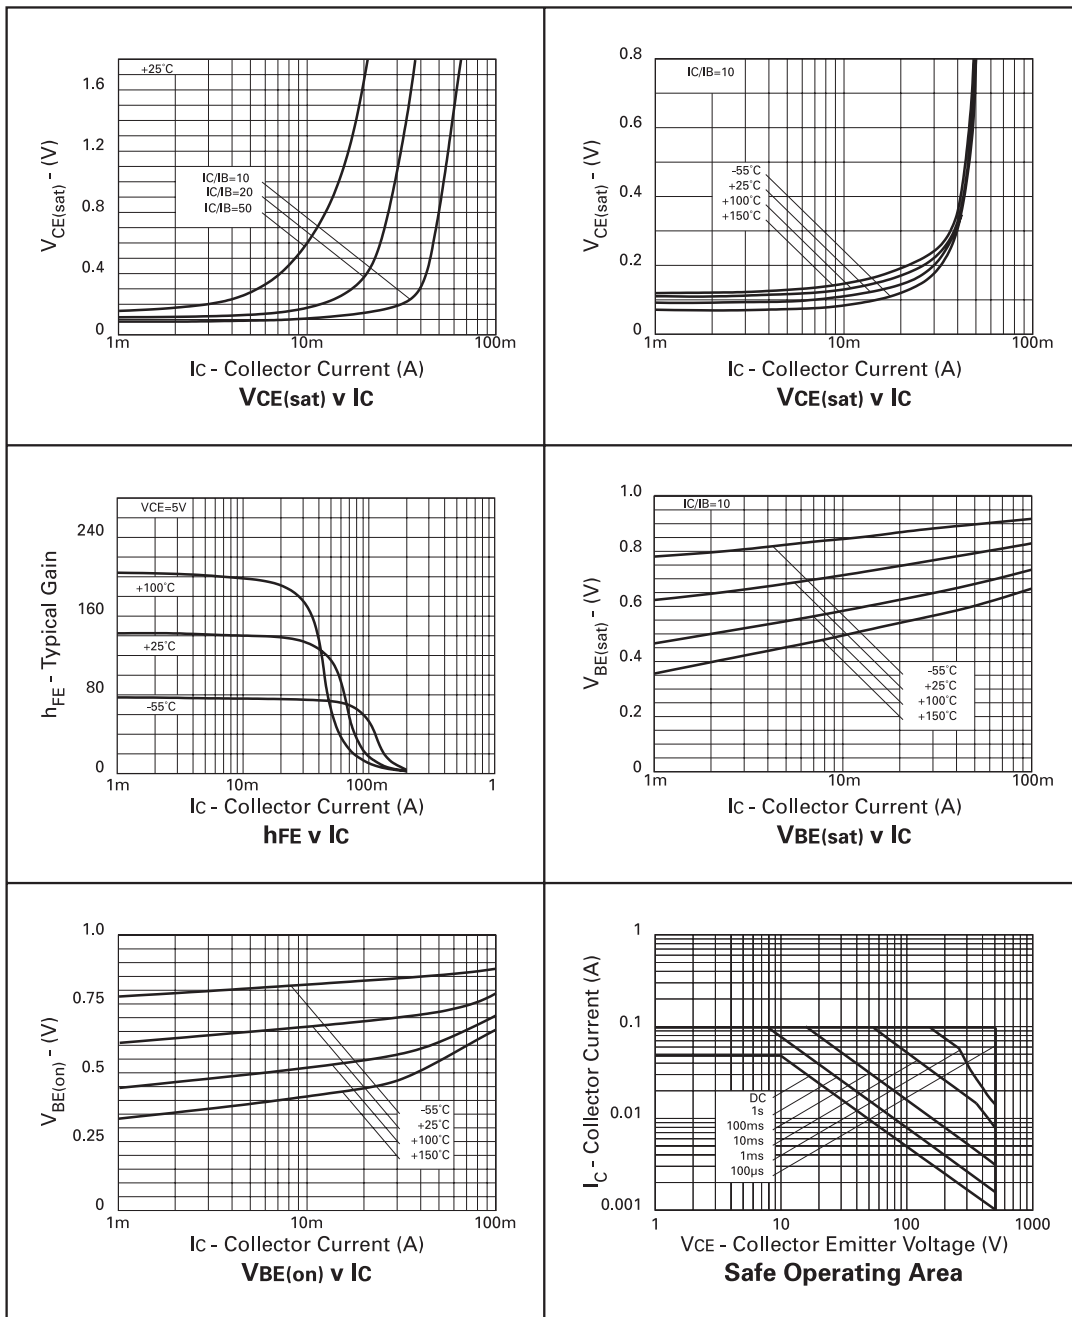 +25°C
1.6
1.2
0.8
0.4
0
VCE(sat) - (V)
IC/IB=10
IC/IB=20
IC/IB=50
1m 10m 100m
IC - Collector Current (A)
VCE(sat) v IC
IC/IB=10
0.8
0.6
0.4
0.2
0
VCE(sat) - (V)
-55°C
+25°C
+100°C
+150°C
1m 10m 100m
IC - Collector Current (A)
VCE(sat) v IC
VCE=5V
240
160
80
0
hFE - Typical Gain
+100°C
+25°C
-55°C
1m 10m 100m 1
IC - Collector Current (A)
hFE v IC
IC/IB=10
1.0
0.8
0.6
0.4
0.2
0
VBE(sat) - (V)
-55°C
+25°C
+100°C
+150°C
1m 10m 100m
IC - Collector Current (A)
VBE(sat) v IC
1.0
0.75
0.5
0.25
0
VBE(on) - (V)
-55°C
+25°C
+100°C
+150°C
1m 10m 100m
IC - Collector Current (A)
VBE(on) v IC
1
0.1
0.01
0.001
IC - Collector Current (A)
DC
1s
100ms
10ms
1ms
100µs
1 10 100 1000
VCE - Collector Emitter Voltage (V)
Safe Operating Area